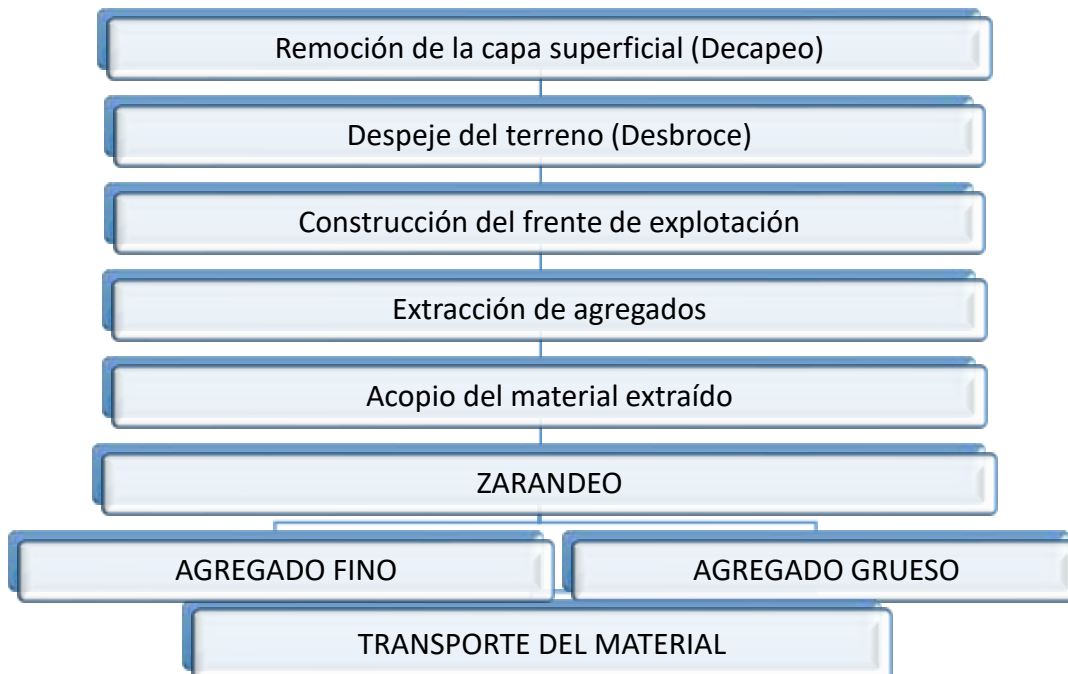 Remoción de la capa superficial (Decapeo)
Despeje del terreno (Desbroce)
Construcción del frente de explotación
Extracción de agregados
Acopio del material extraído
ZARANDEO
AGREGADO FINO
AGREGADO GRUESO
TRANSPORTE DEL MATERIAL